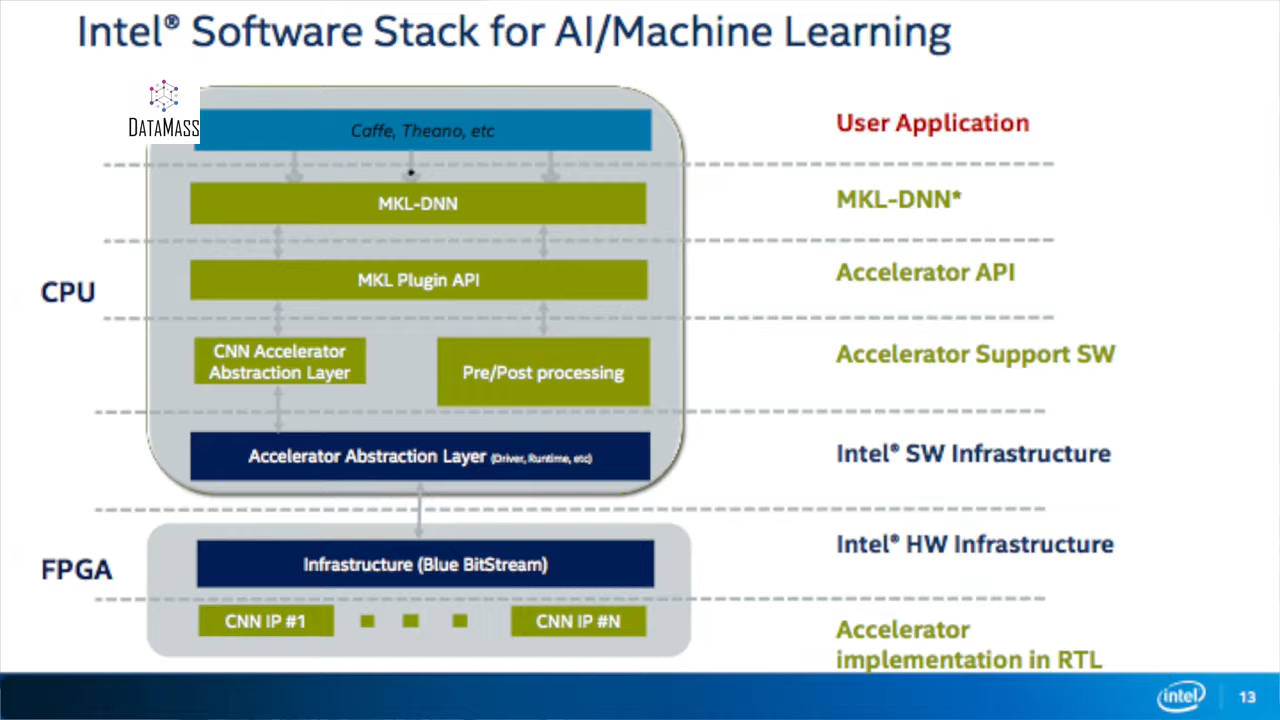 Intel® Software Stack for AI/Machine Learning
DATAMASS
Caffe, Theano, etc
User Application
MKL-DNN
MKL-DNN*
CPU
MKL Plugin API
Accelerator API
CNN Accelerator
Abstraction Layer
Pre/Post processing
Accelerator Support SW
Accelerator Abstraction Layer (Driver, Runtime, etc)
Intel® SW Infrastructure
FPGA
Infrastructure (Blue BitStream)
Intel® HW Infrastructure
CNN IP #1
CNN IP #N
Accelerator
implementation in RTL
intel
13